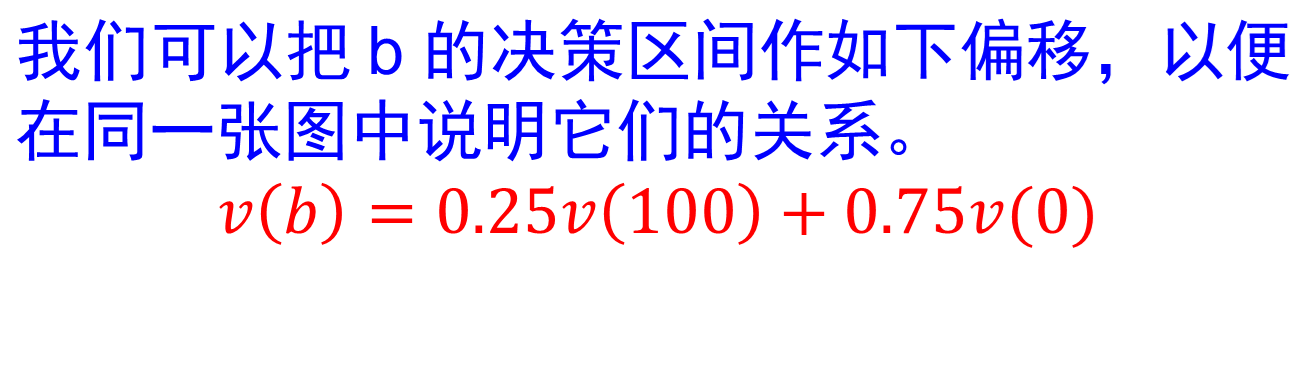 我们可以把 b 的决策区间作如下偏移，以便
在同一张图中说明它们的关系。
v(b) = 0.25v(100) + 0.75v(0)